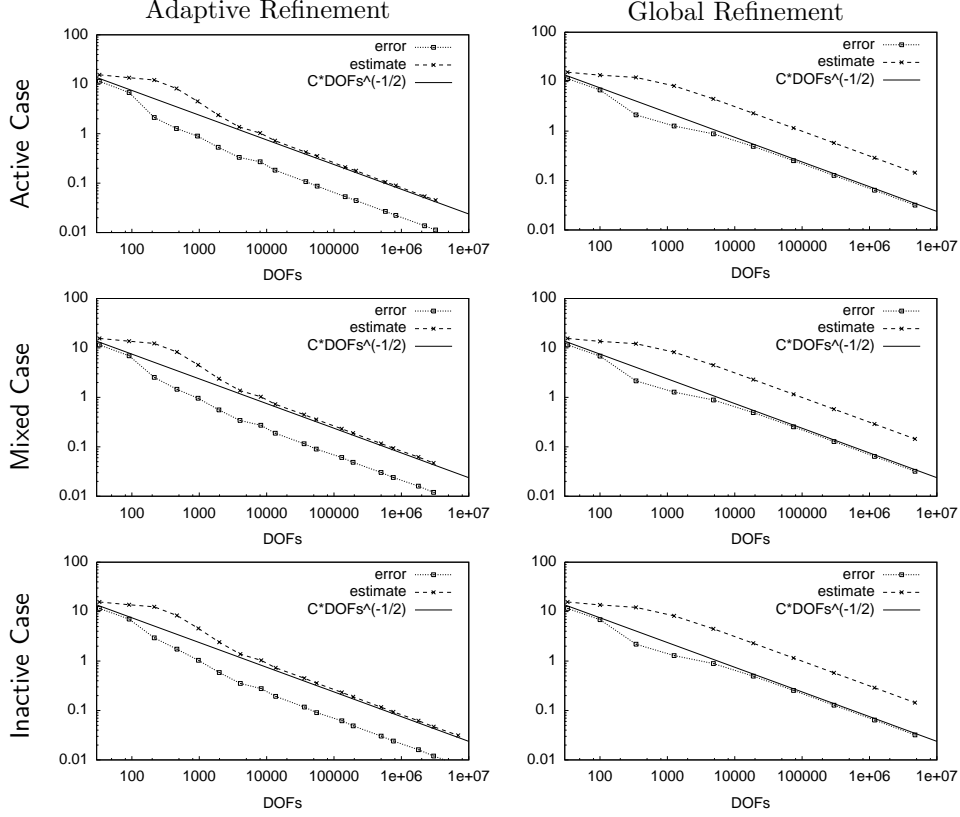 Adaptive Refinement
Global Refinement
Active Case
100
10
1
0.1
0.01
error
estimate
C*DOFs^(-1/2)
100 1000 10000 100000 1e+06 1e+07
DOFs
100
10
1
0.1
0.01
error
estimate
C*DOFs^(-1/2)
100 1000 10000 100000 1e+06 1e+07
DOFs
Mixed Case
100
10
1
0.1
0.01
error
estimate
C*DOFs^(-1/2)
100 1000 10000 100000 1e+06 1e+07
DOFs
100
10
1
0.1
0.01
error
estimate
C*DOFs^(-1/2)
100 1000 10000 100000 1e+06 1e+07
DOFs
Inactive Case
100
10
1
0.1
0.01
error
estimate
C*DOFs^(-1/2)
100 1000 10000 100000 1e+06 1e+07
DOFs
100
10
1
0.1
0.01
error
estimate
C*DOFs^(-1/2)
100 1000 10000 100000 1e+06 1e+07
DOFs